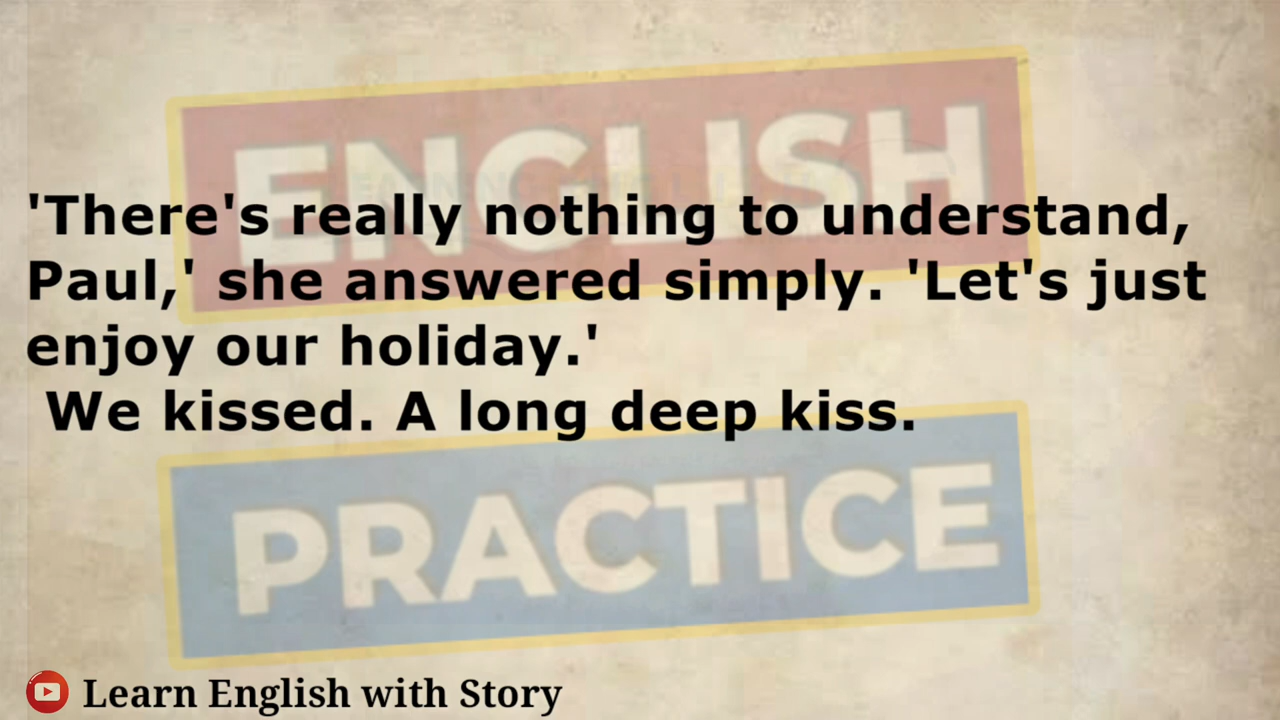 ENGLISH
'There's really nothing to understand,
Paul,' she answered simply. 'Let's just
enjoy our holiday.'
We kissed. A long deep kiss.
PRACTICE
Learn English with Story